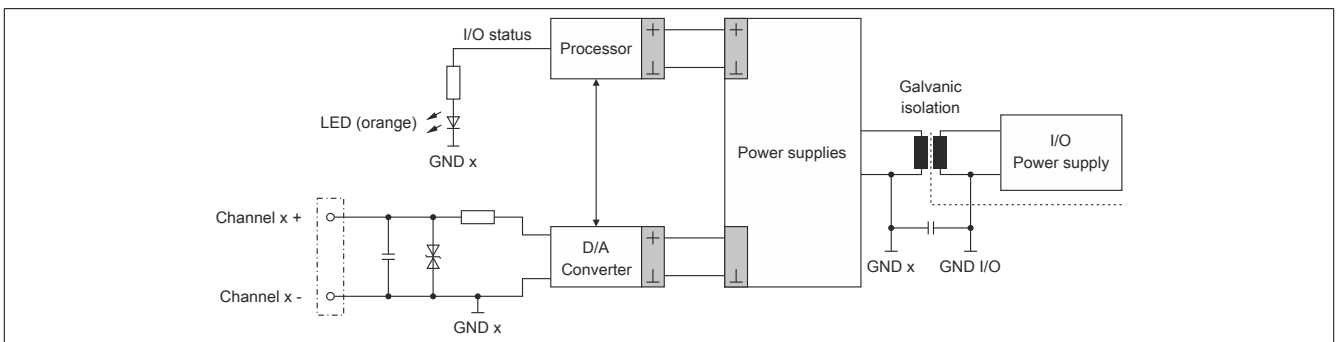 I/O status
Processor
+
+
⊥
⊥
LED (orange)
GND x
Power supplies
Galvanic
isolation
I/O
Power supply
Channel x +
Channel x -
GND x
D/A
Converter
+
⊥
⊥
GND x
GND I/O